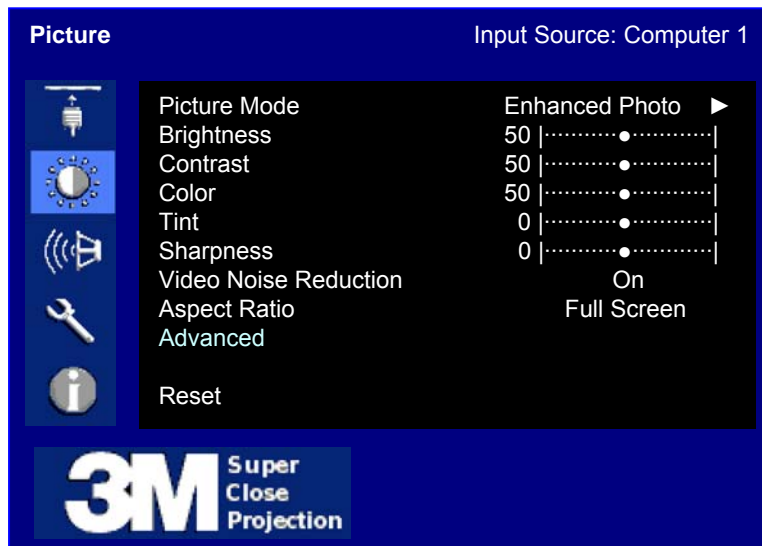 Picture Input Source: Computer 1
Picture Mode Enhanced Photo ►
Brightness 50 |···········●············|
Contrast 50 |···········●············|
Color 50 |···········●············|
Tint 0 |···········●············|
Sharpness 0 |···········●············|
Video Noise Reduction On
Aspect Ratio Full Screen
Advanced
Reset
3M Super
Close
Projection